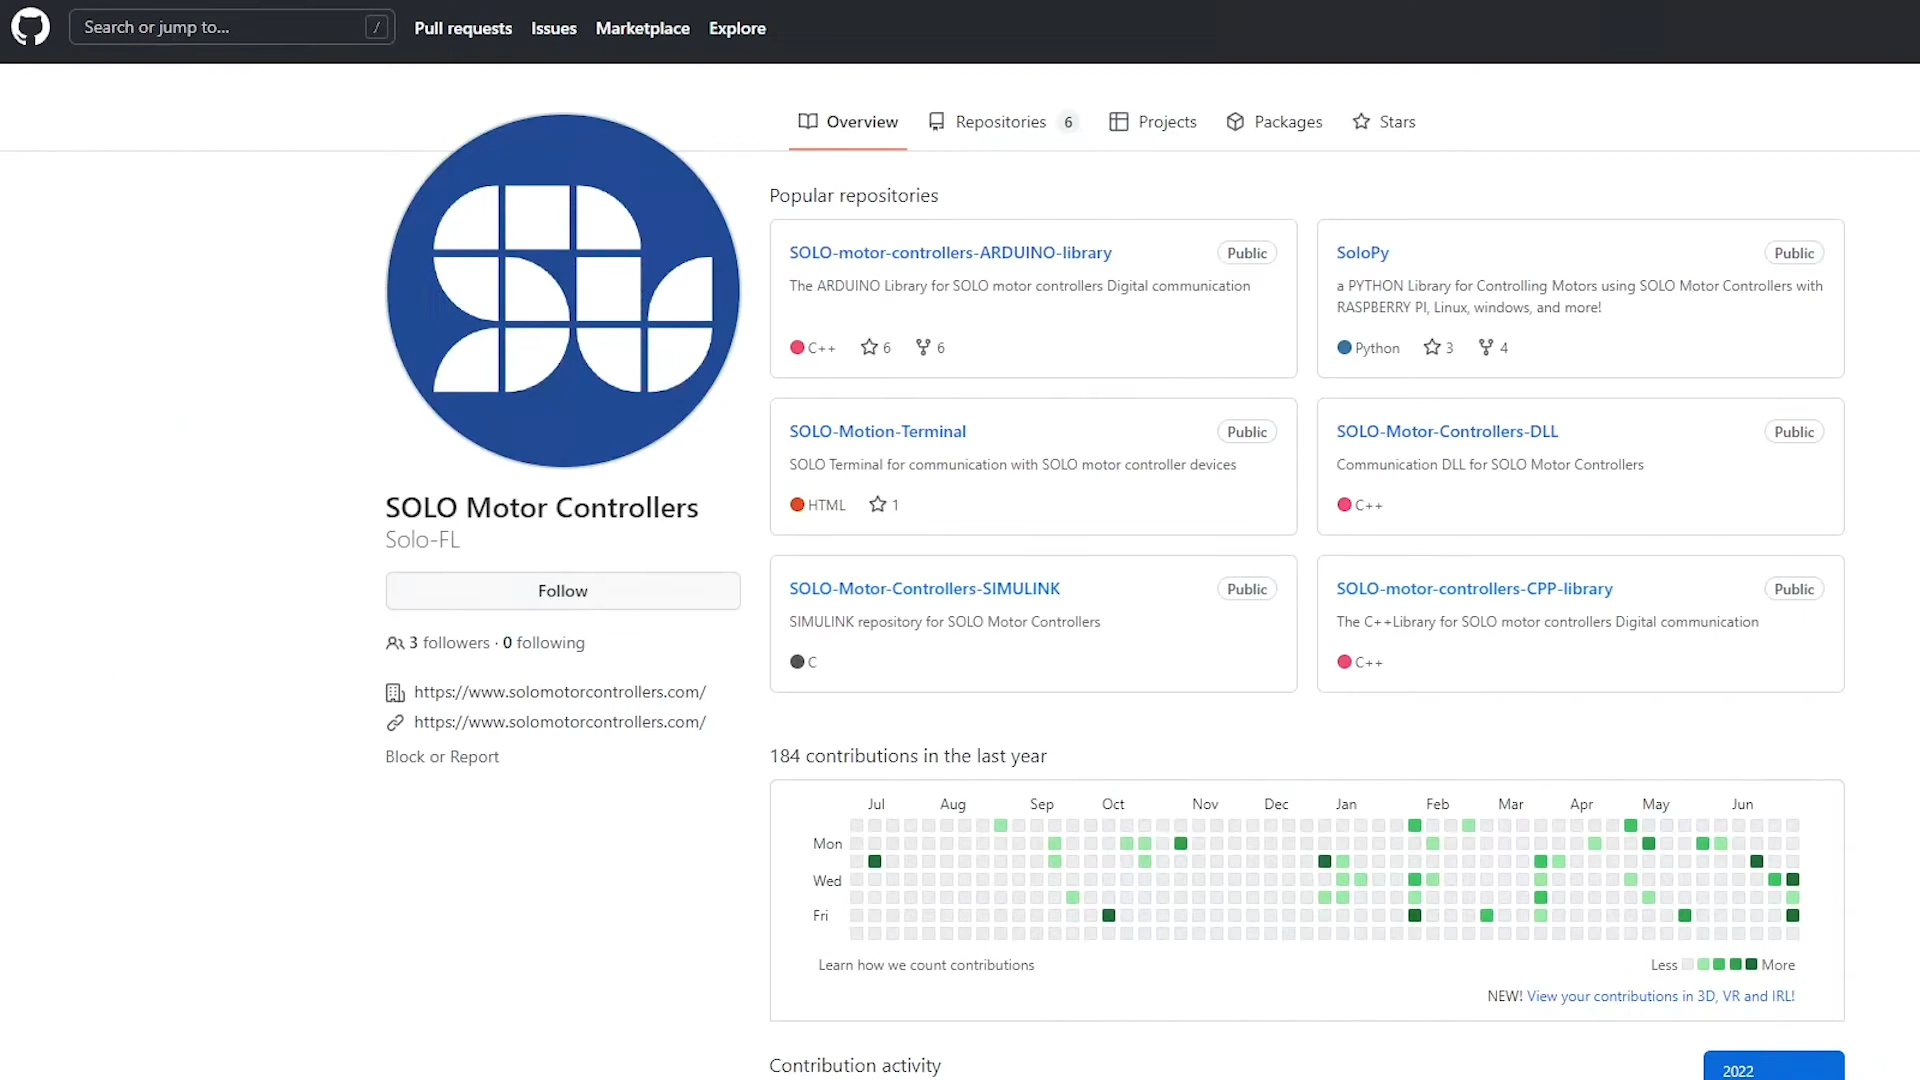 Search or jump to...
/
Pull requests
Issues
Marketplace
Explore
Overview
Repositories 6
Projects
Packages
Stars
SOLO Motor Controllers
Solo-FL
Follow
3 followers · 0 following
https://www.solomotorcontrollers.com/
https://www.solomotorcontrollers.com/
Block or Report
Popular repositories
SOLO-motor-controllers-ARDUINO-library
Public
The ARDUINO Library for SOLO motor controllers Digital communication
C++ 6 6
SoloPy
Public
a PYTHON Library for Controlling Motors using SOLO Motor Controllers with
RASPBERRY PI, Linux, windows, and more!
Python 3 4
SOLO-Motion-Terminal
Public
SOLO Terminal for communication with SOLO motor controller devices
HTML 1
SOLO-Motor-Controllers-DLL
Public
Communication DLL for SOLO Motor Controllers
C++
SOLO-Motor-Controllers-SIMULINK
Public
SIMULINK repository for SOLO Motor Controllers
C
SOLO-motor-controllers-CPP-library
Public
The C++Library for SOLO motor controllers Digital communication
C++
184 contributions in the last year
Jul Aug Sep Oct Nov Dec Jan Feb Mar Apr May Jun
Mon
Wed
Fri
Learn how we count contributions
Less More
NEW! View your contributions in 3D, VR and IRL!
Contribution activity
2022